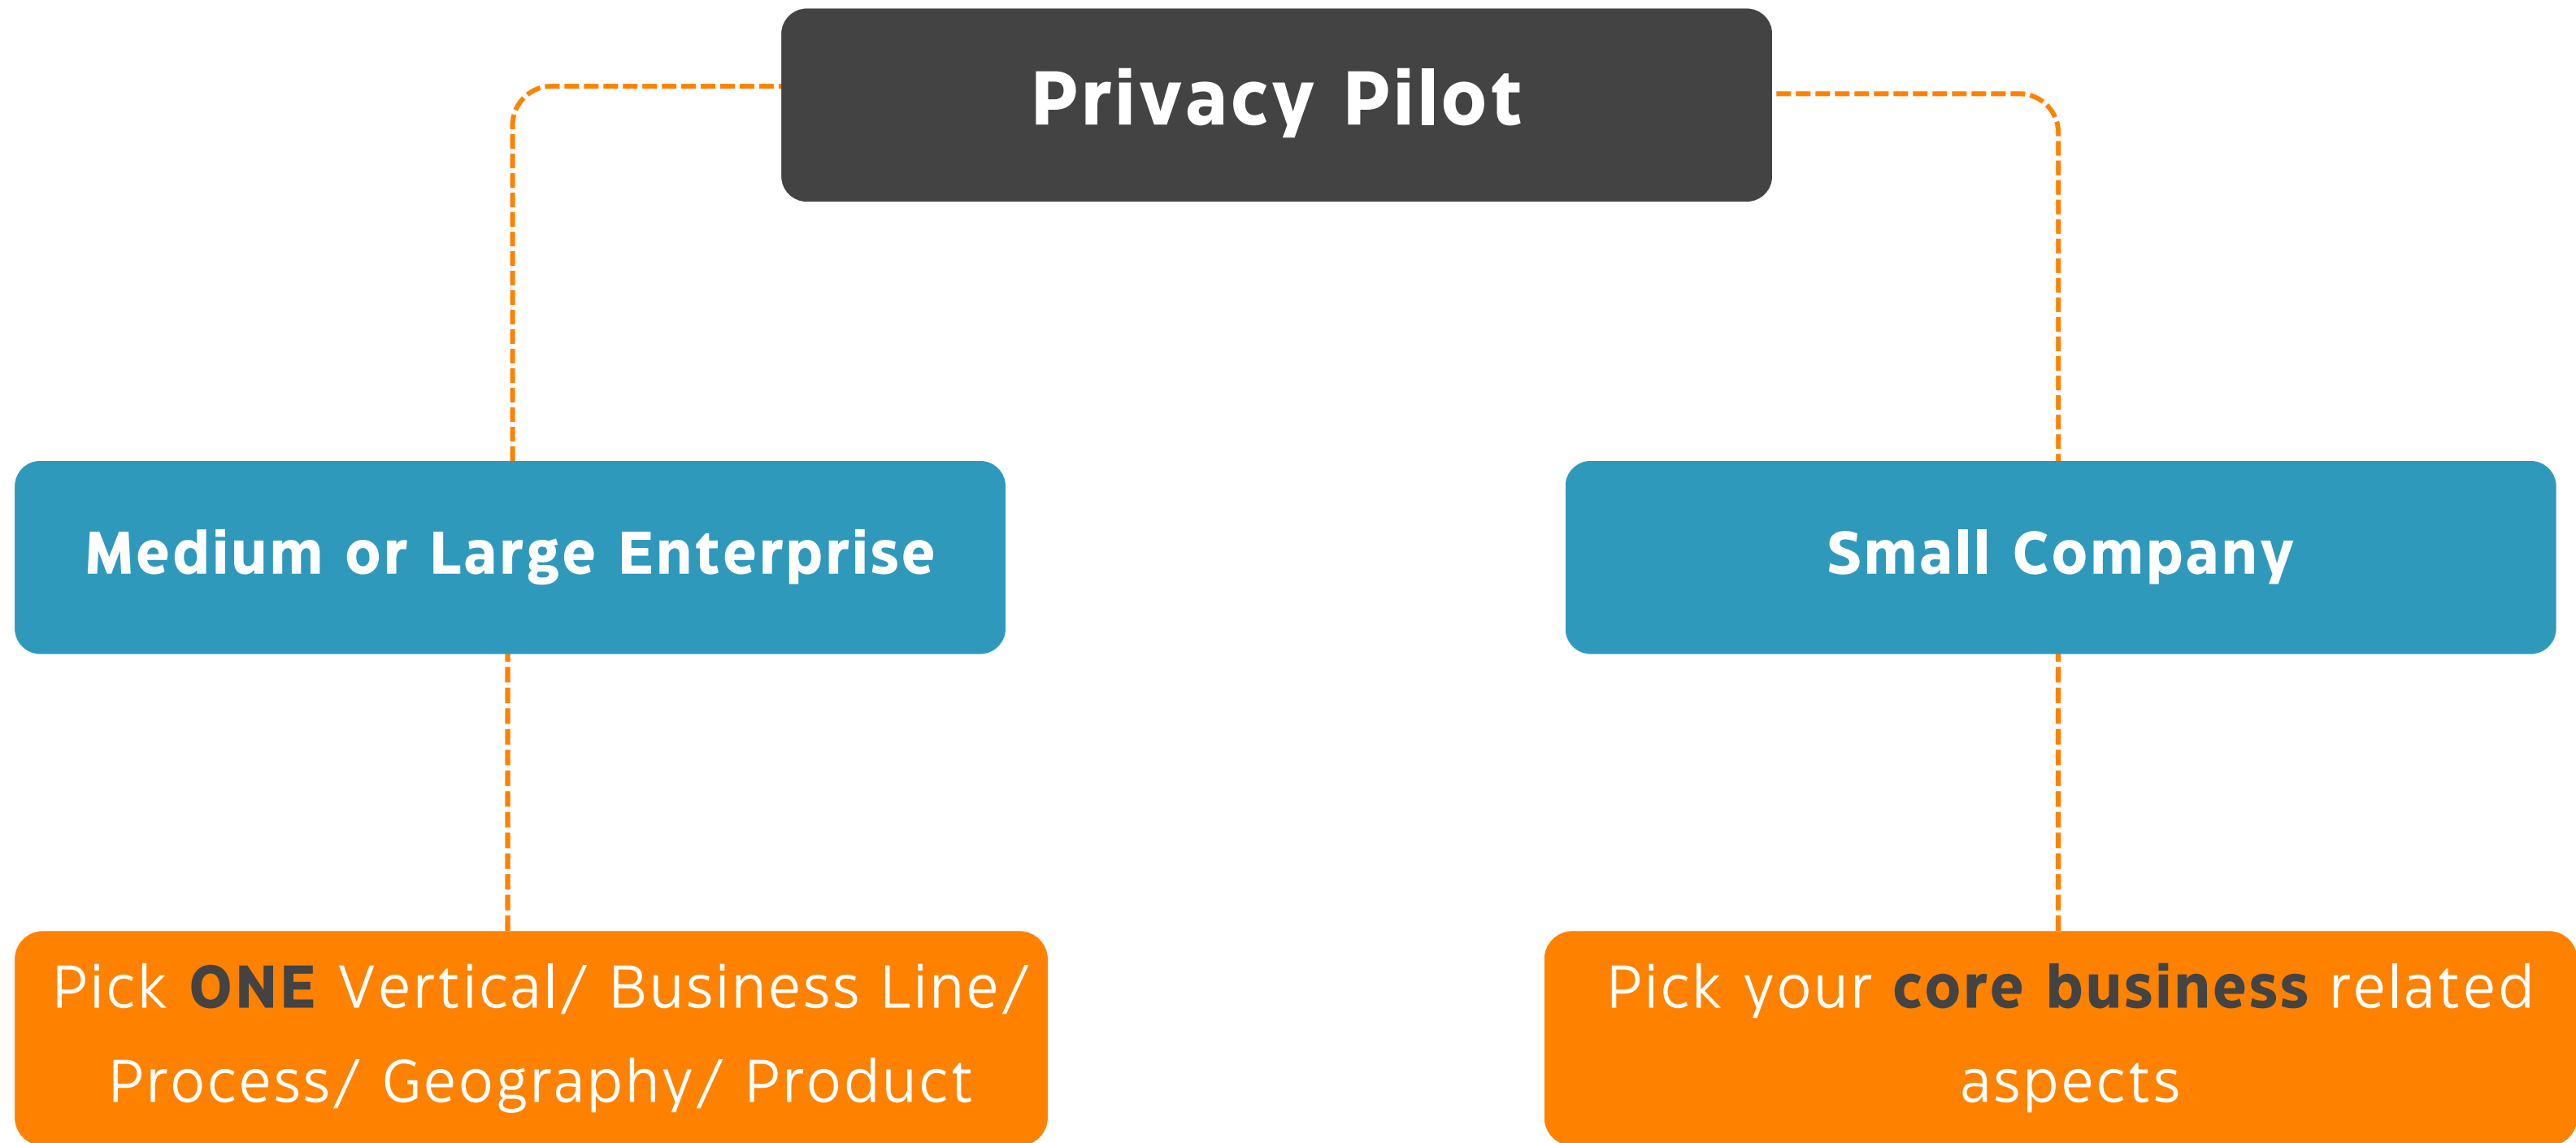 Privacy Pilot
Medium or Large Enterprise
Small Company
Pick ONE Vertical/ Business Line/
Process/ Geography/ Product
Pick your core business related
aspects